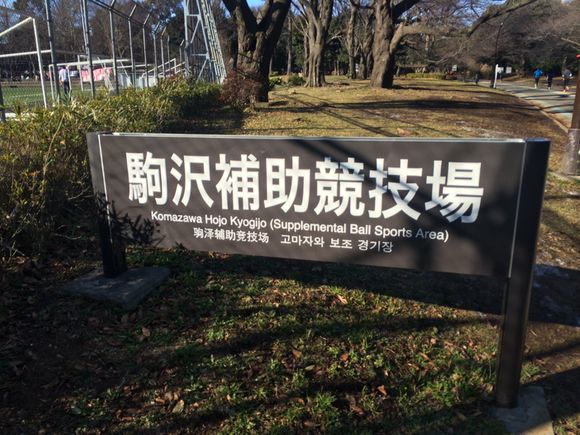 駒沢補助競技場
Komazawa Hojo Kyogijo (Supplemental Ball Sports Area)
驹泽辅助竞技场 고마자와 보조 경기장